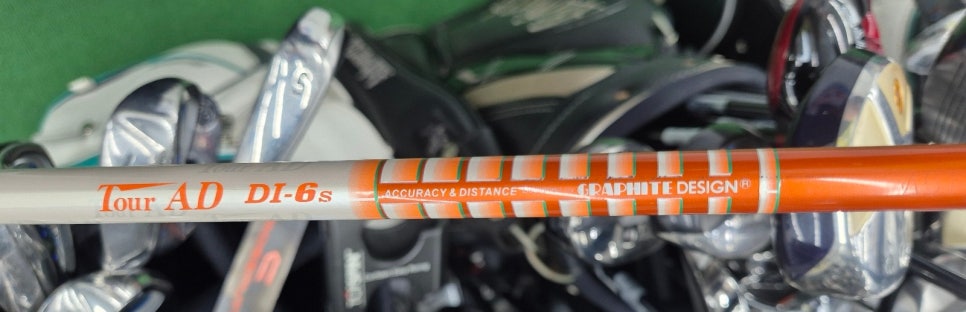 Tour AD DI-6s
ACCURACY & DISTANCE
GRAPHITE DESIGN®
S